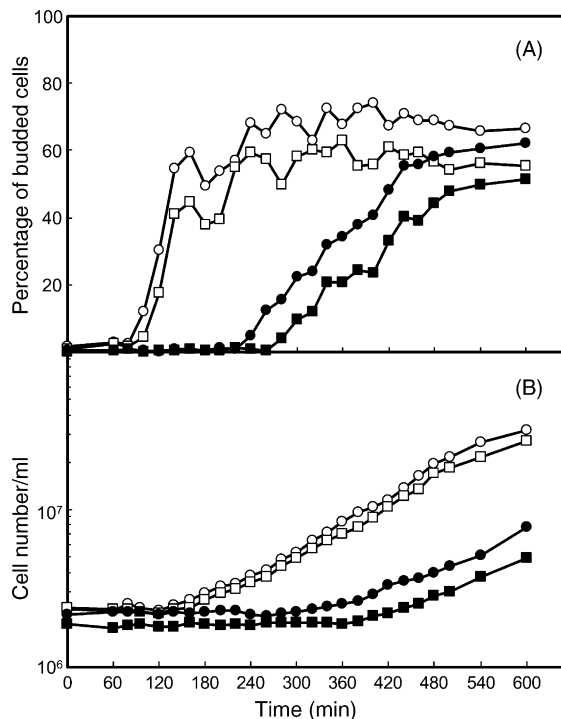 100
(A)
80
60
40
20
Percentage of budded cells
(B)
10⁷
10⁶
Cell number/ml
0 60 120 180 240 300 360 420 480 540 600
Time (min)